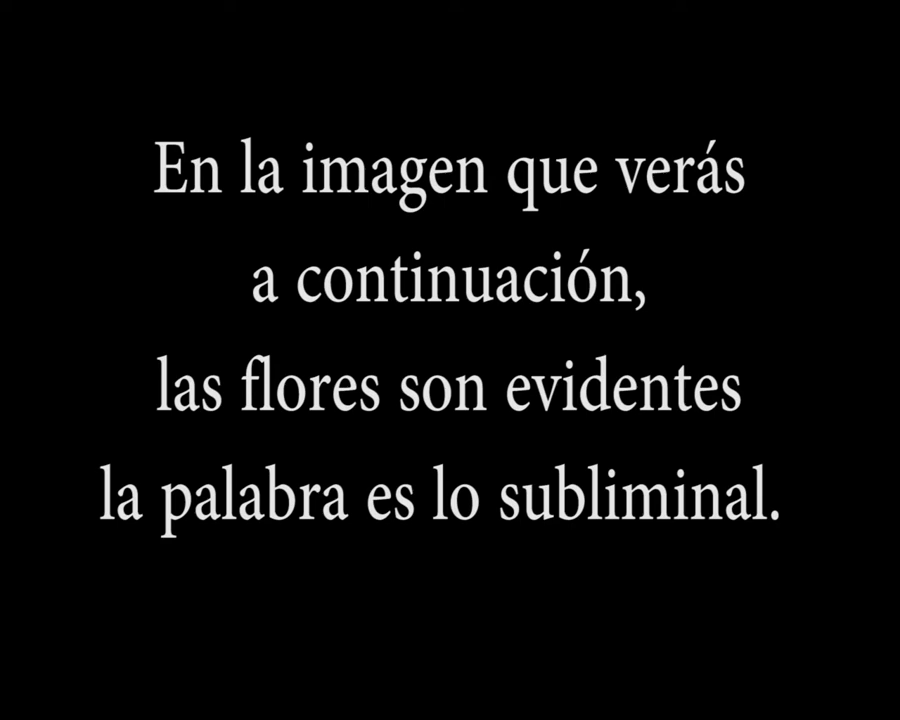 En la imagen que verás
a continuación,
las flores son evidentes
la palabra es lo subliminal.